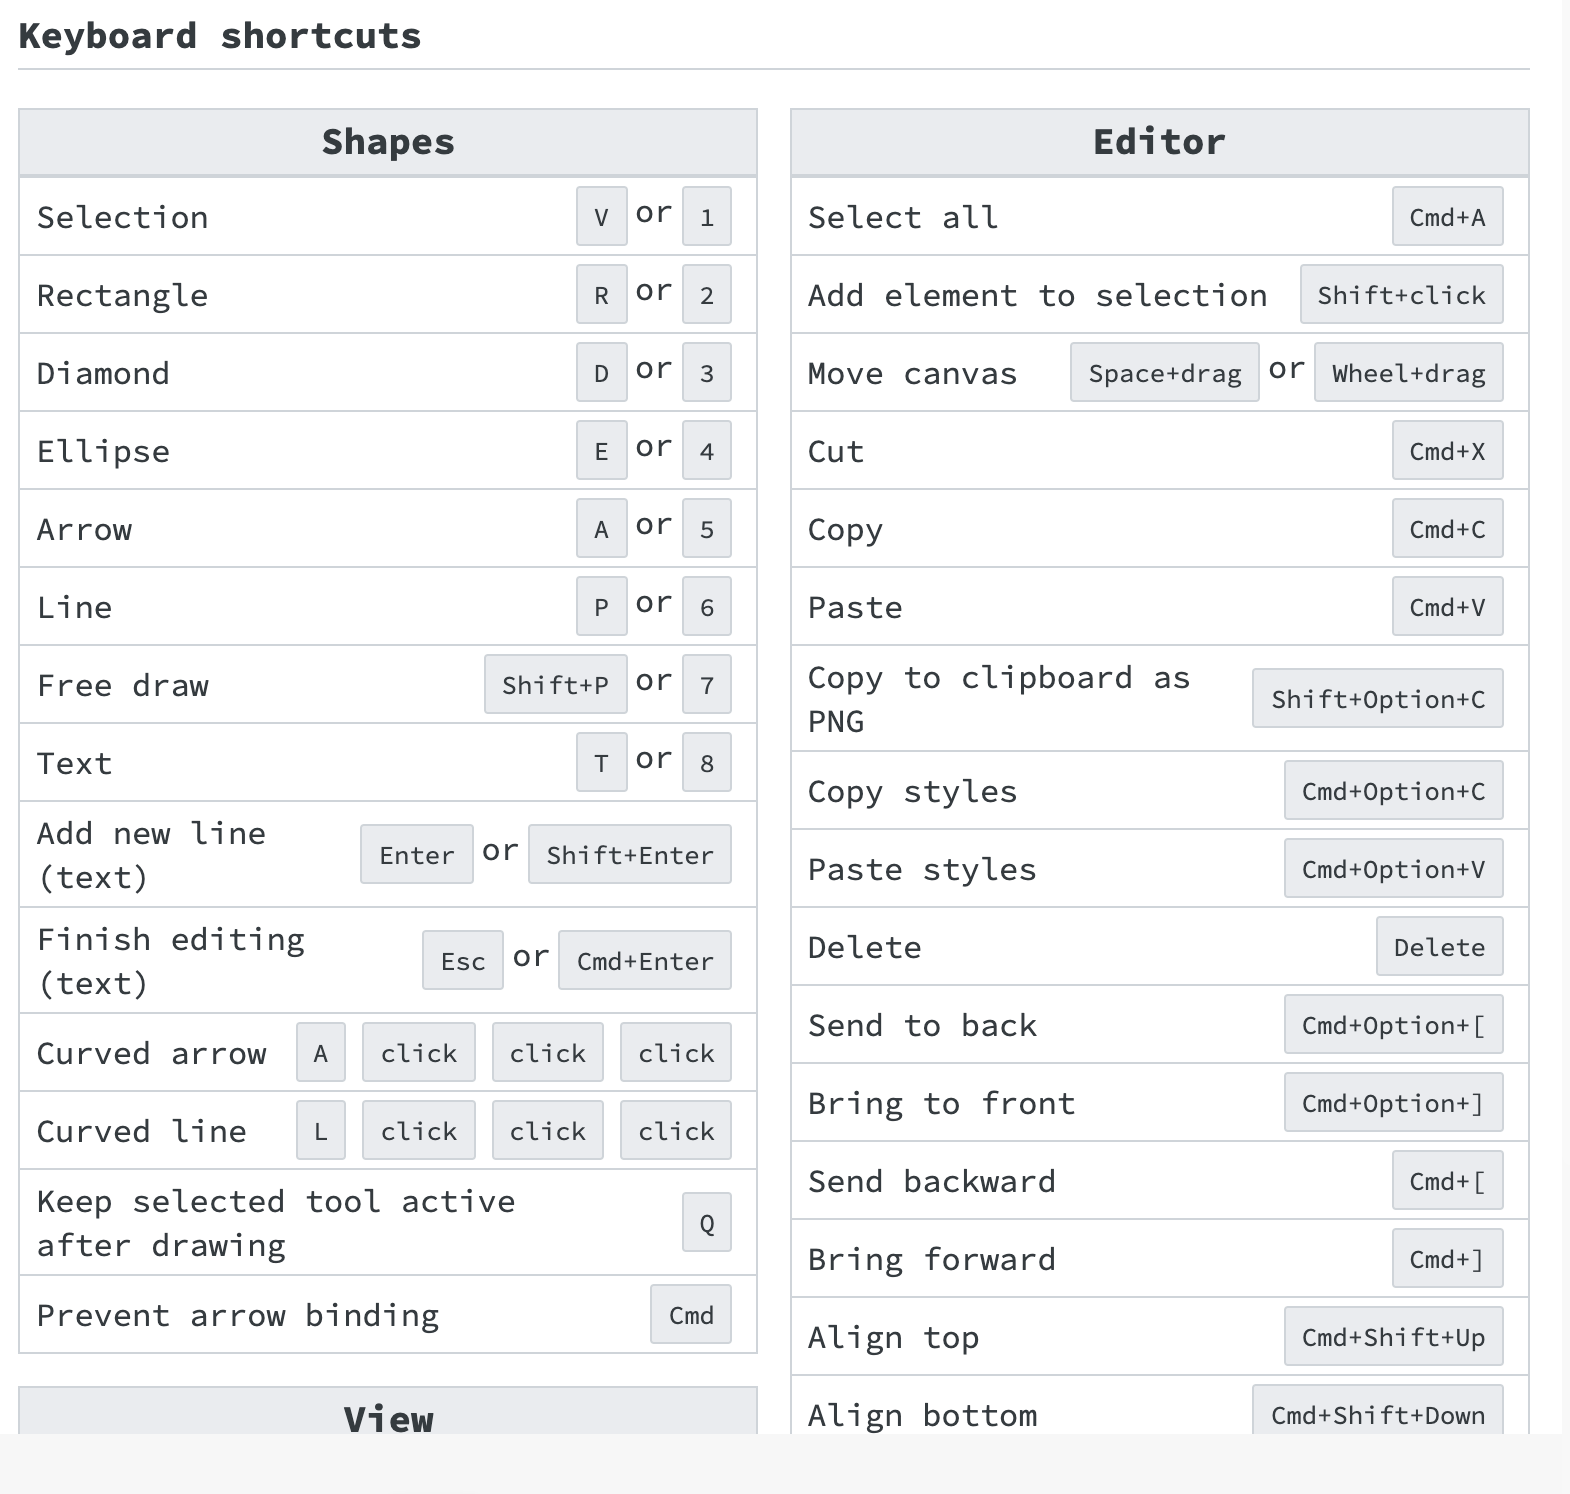 Keyboard shortcuts
Shapes
Selection V or 1
Rectangle R or 2
Diamond D or 3
Ellipse E or 4
Arrow A or 5
Line P or 6
Free draw Shift+P or 7
Text T or 8
Add new line
(text) Enter or Shift+Enter
Finish editing
(text) Esc or Cmd+Enter
Curved arrow A click click click
Curved line L click click click
Keep selected tool active
after drawing Q
Prevent arrow binding Cmd
View
Editor
Select all Cmd+A
Add element to selection Shift+click
Move canvas Space+drag or Wheel+drag
Cut Cmd+X
Copy Cmd+C
Paste Cmd+V
Copy to clipboard as
PNG Shift+Option+C
Copy styles Cmd+Option+C
Paste styles Cmd+Option+V
Delete Delete
Send to back Cmd+Option+[
Bring to front Cmd+Option+]
Send backward Cmd+[
Bring forward Cmd+]
Align top Cmd+Shift+Up
Align bottom Cmd+Shift+Down